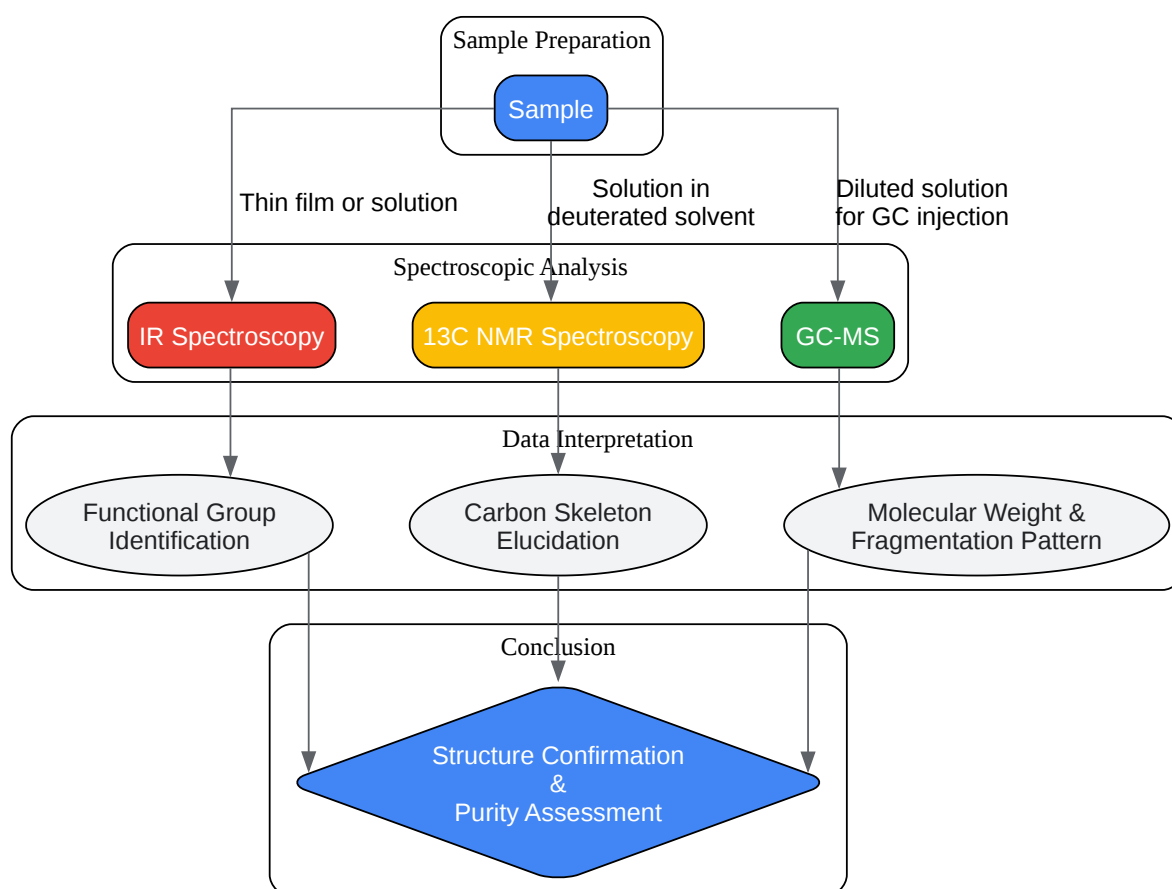 Sample Preparation
Sample
Thin film or solution
Solution in
deuterated solvent
Diluted solution
for GC injection
Spectroscopic Analysis
IR Spectroscopy
13C NMR Spectroscopy
GC-MS
Data Interpretation
Functional Group
Identification
Carbon Skeleton
Elucidation
Molecular Weight &
Fragmentation Pattern
Conclusion
Structure Confirmation
&
Purity Assessment